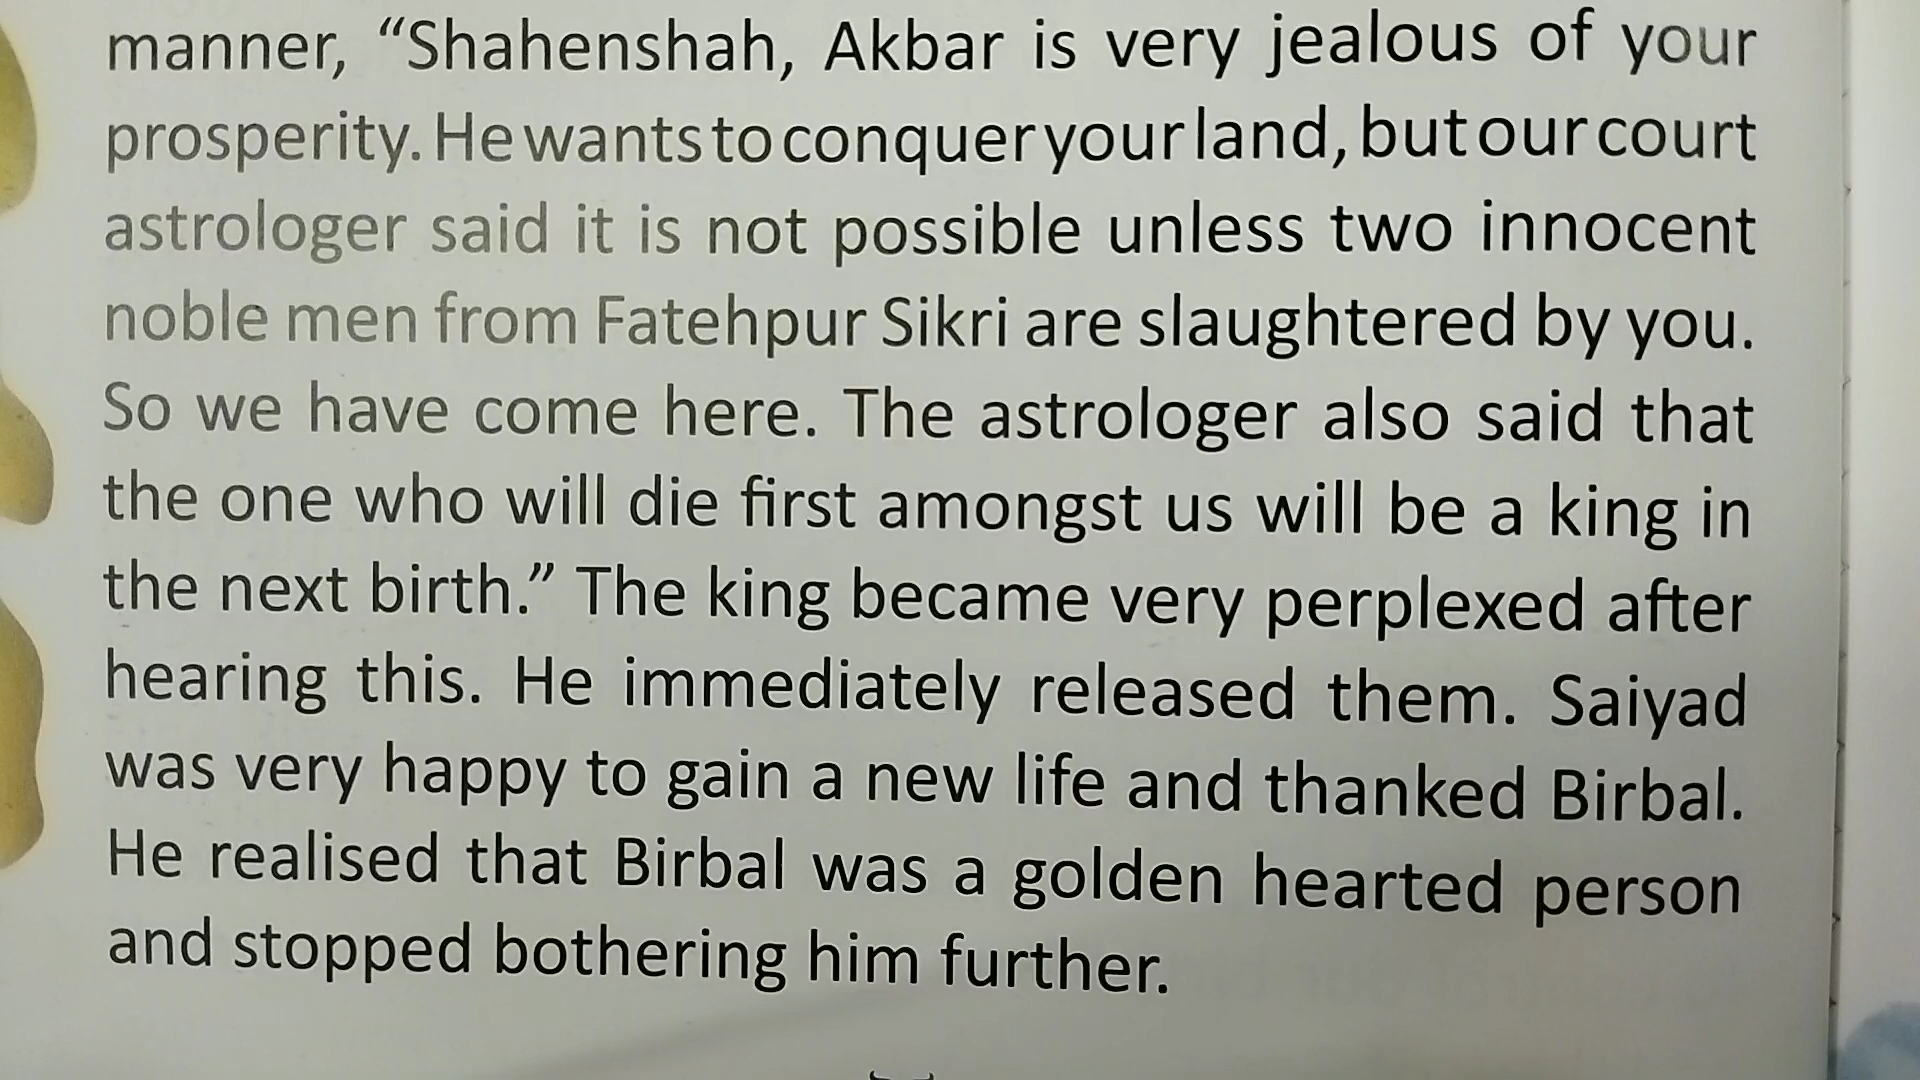 manner, “Shahenshah, Akbar is very jealous of your
prosperity. He wants to conquer your land, but our court
astrologer said it is not possible unless two innocent
noble men from Fatehpur Sikri are slaughtered by you.
So we have come here. The astrologer also said that
the one who will die first amongst us will be a king in
the next birth.” The king became very perplexed after
hearing this. He immediately released them. Saiyad
was very happy to gain a new life and thanked Birbal.
He realised that Birbal was a golden hearted person
and stopped bothering him further.